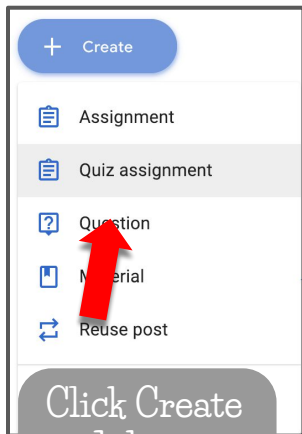 Create
Assignment
Quiz assignment
Question
Material
Reuse post
Click Create